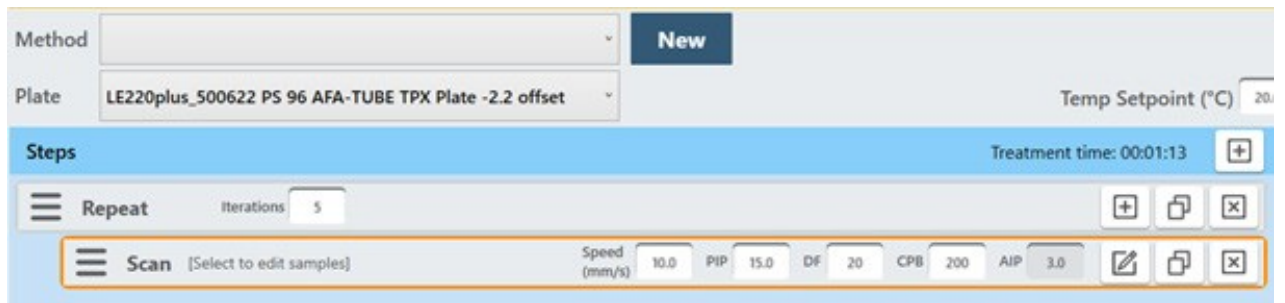 Method New
Plate LE220plus_500622 PS 96 AFA-TUBE TPX Plate -2.2 offset Temp Setpoint (°C) 20.
Steps Treatment time: 00:01:13
Repeat Iterations 5
Scan [Select to edit samples] Speed (mm/s) 10.0 PIP 15.0 DF 20 CPB 200 AIP 3.0